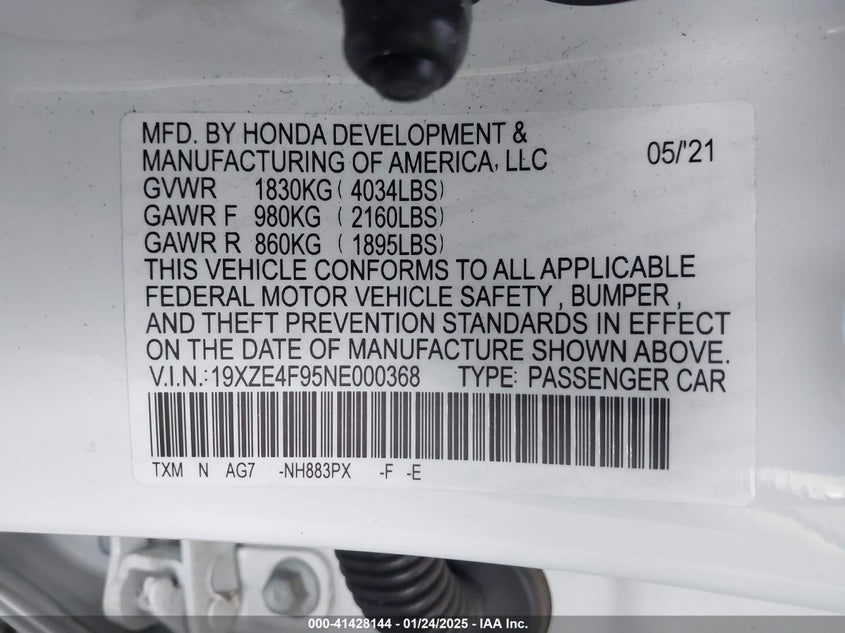 MFD. BY HONDA DEVELOPMENT &
MANUFACTURING OF AMERICA, LLC 05/'21
GVWR 1830KG ( 4034LBS)
GAWR F 980KG ( 2160LBS)
GAWR R 860KG ( 1895LBS)
THIS VEHICLE CONFORMS TO ALL APPLICABLE
FEDERAL MOTOR VEHICLE SAFETY , BUMPER ,
AND THEFT PREVENTION STANDARDS IN EFFECT
ON THE DATE OF MANUFACTURE SHOWN ABOVE.
V.I.N.:19XZE4F95NE000368 TYPE: PASSENGER CAR
TXM N AG7 -NH883PX -F -E
000-41428144 - 01/24/2025 - IAA Inc.